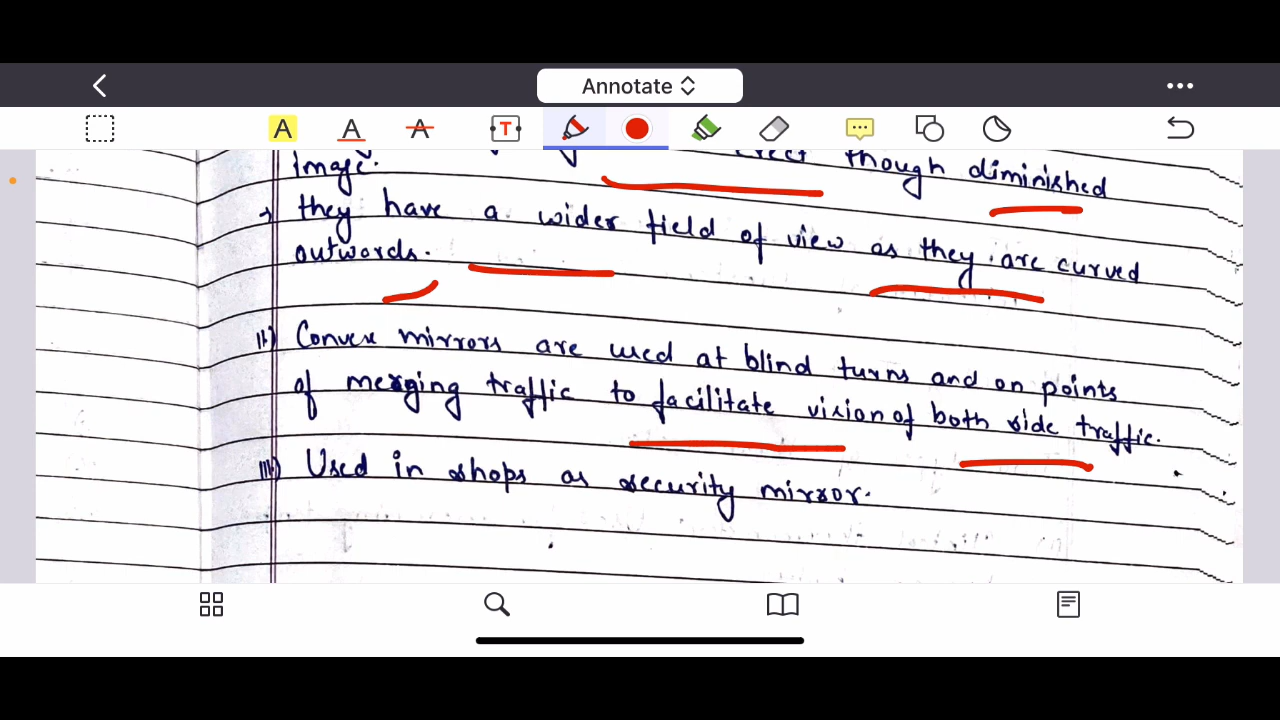 Annotate
A A A T
though diminished
Image.
→ they have a wider field of view as they are curved
outwords.
ii) Convex mirrors are used at blind turns and on points
of merging traffic to facilitate vision of both side traffic.
iii) Used in shops as security mirror.